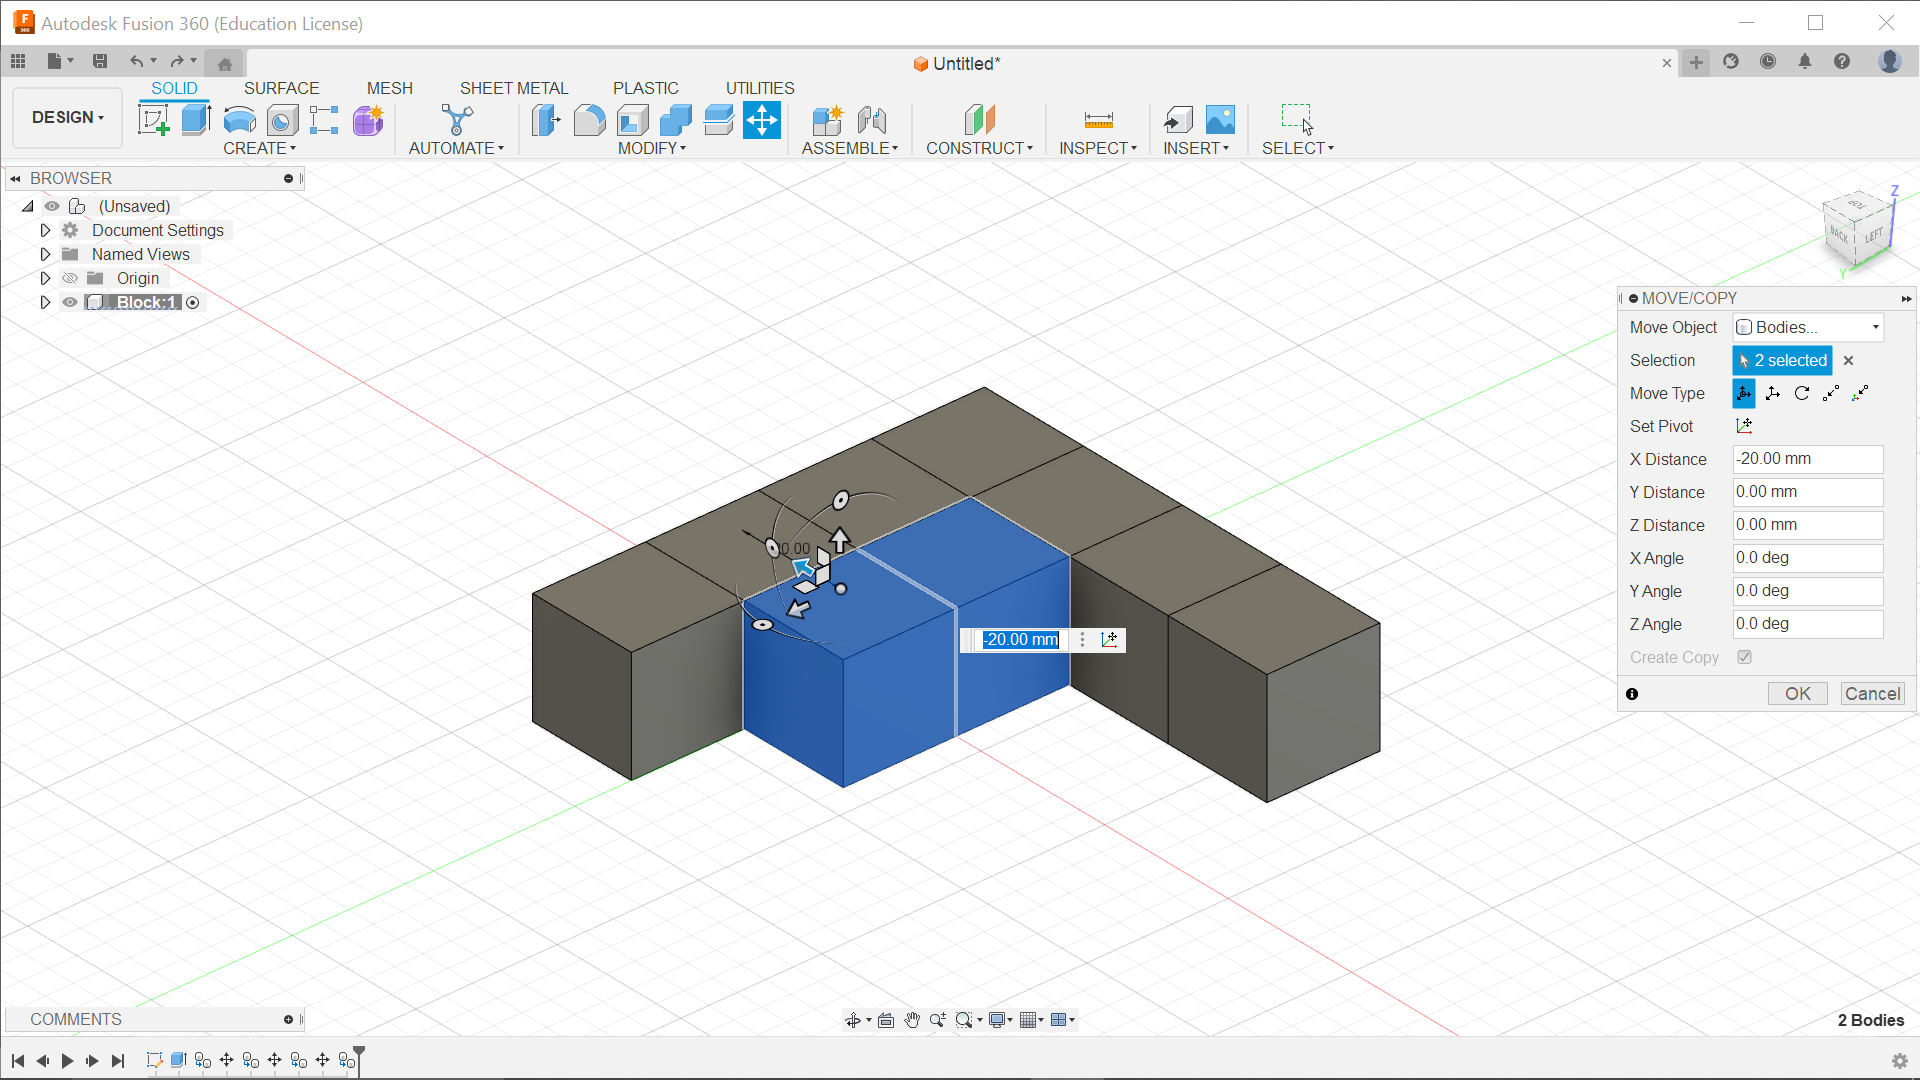 Autodesk Fusion 360 (Education License)
Untitled*
DESIGN
SOLID
SURFACE
MESH
SHEET METAL
PLASTIC
UTILITIES
CREATE
AUTOMATE
MODIFY
ASSEMBLE
CONSTRUCT
INSPECT
INSERT
SELECT
BROWSER
(Unsaved)
Document Settings
Named Views
Origin
Block:1
Z
TOP
BACK
LEFT
Y
MOVE/COPY
Move Object Bodies...
Selection 2 selected
Move Type
Set Pivot
X Distance -20.00 mm
Y Distance 0.00 mm
Z Distance 0.00 mm
X Angle 0.0 deg
Y Angle 0.0 deg
Z Angle 0.0 deg
Create Copy
OK Cancel
-20.00 mm
COMMENTS
2 Bodies